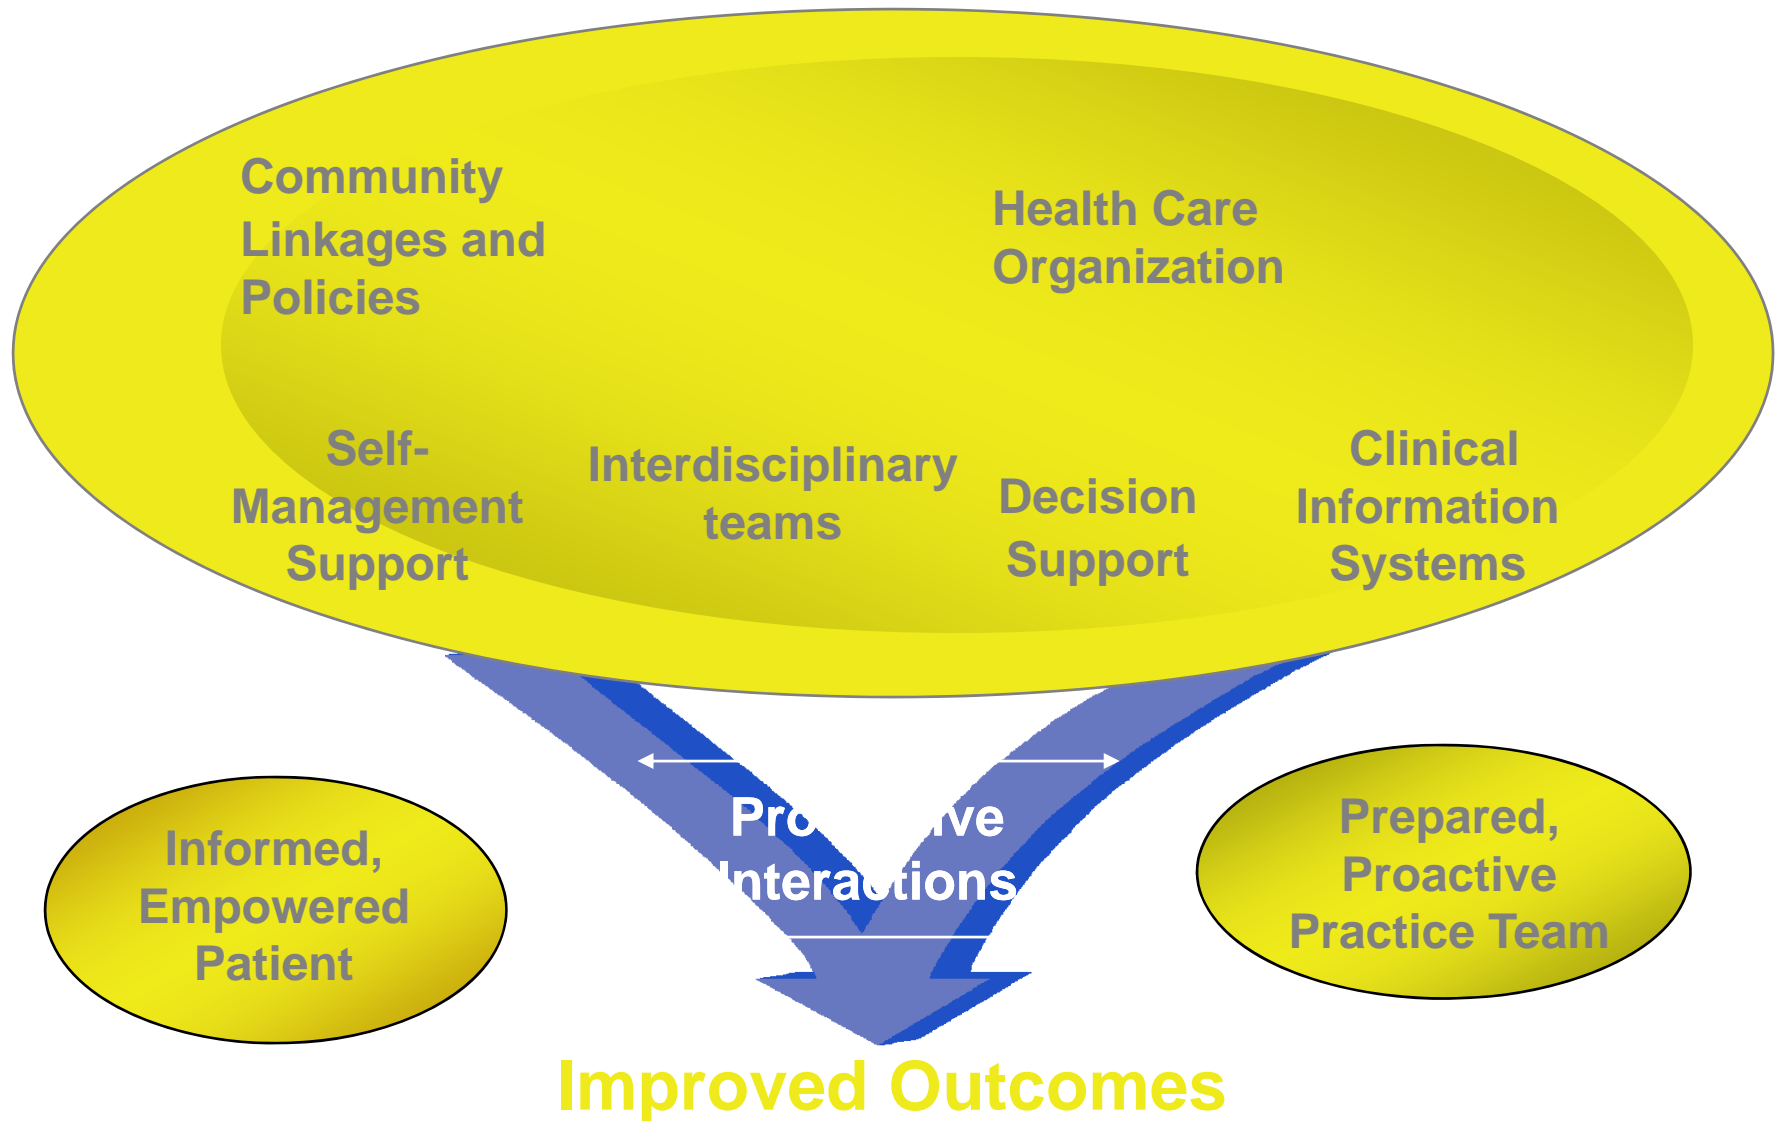 Community
Linkages and
Policies
Health Care
Organization
Self-
Management
Support
Interdisciplinary
teams
Decision
Support
Clinical
Information
Systems
Informed,
Empowered
Patient
Interactions
Prepared,
Proactive
Practice Team
Improved Outcomes